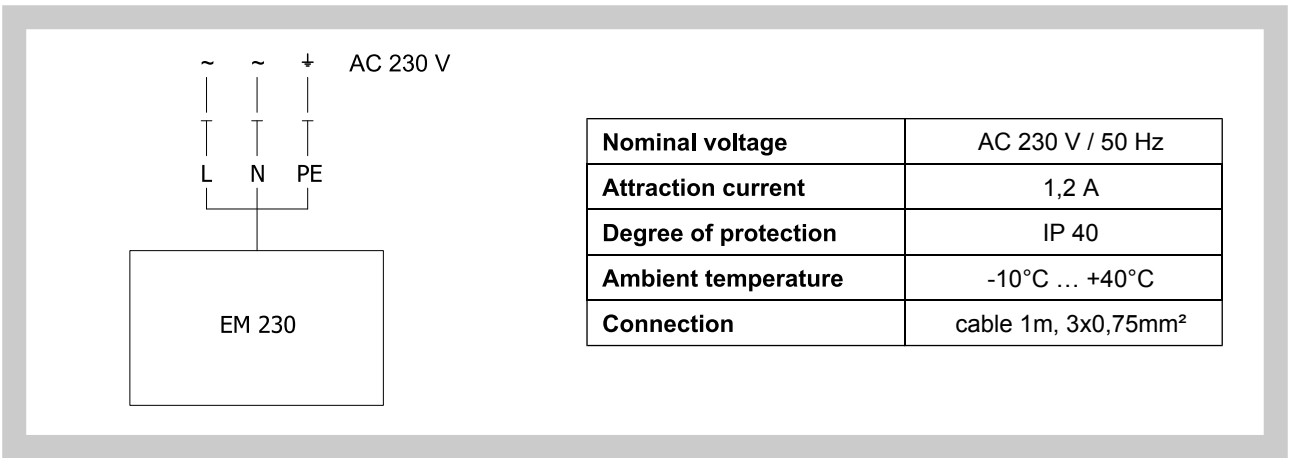 ~ ~ ⏚ AC 230 V
L N PE
EM 230
Nominal voltage AC 230 V / 50 Hz
Attraction current 1,2 A
Degree of protection IP 40
Ambient temperature -10°C … +40°C
Connection cable 1m, 3x0,75mm²